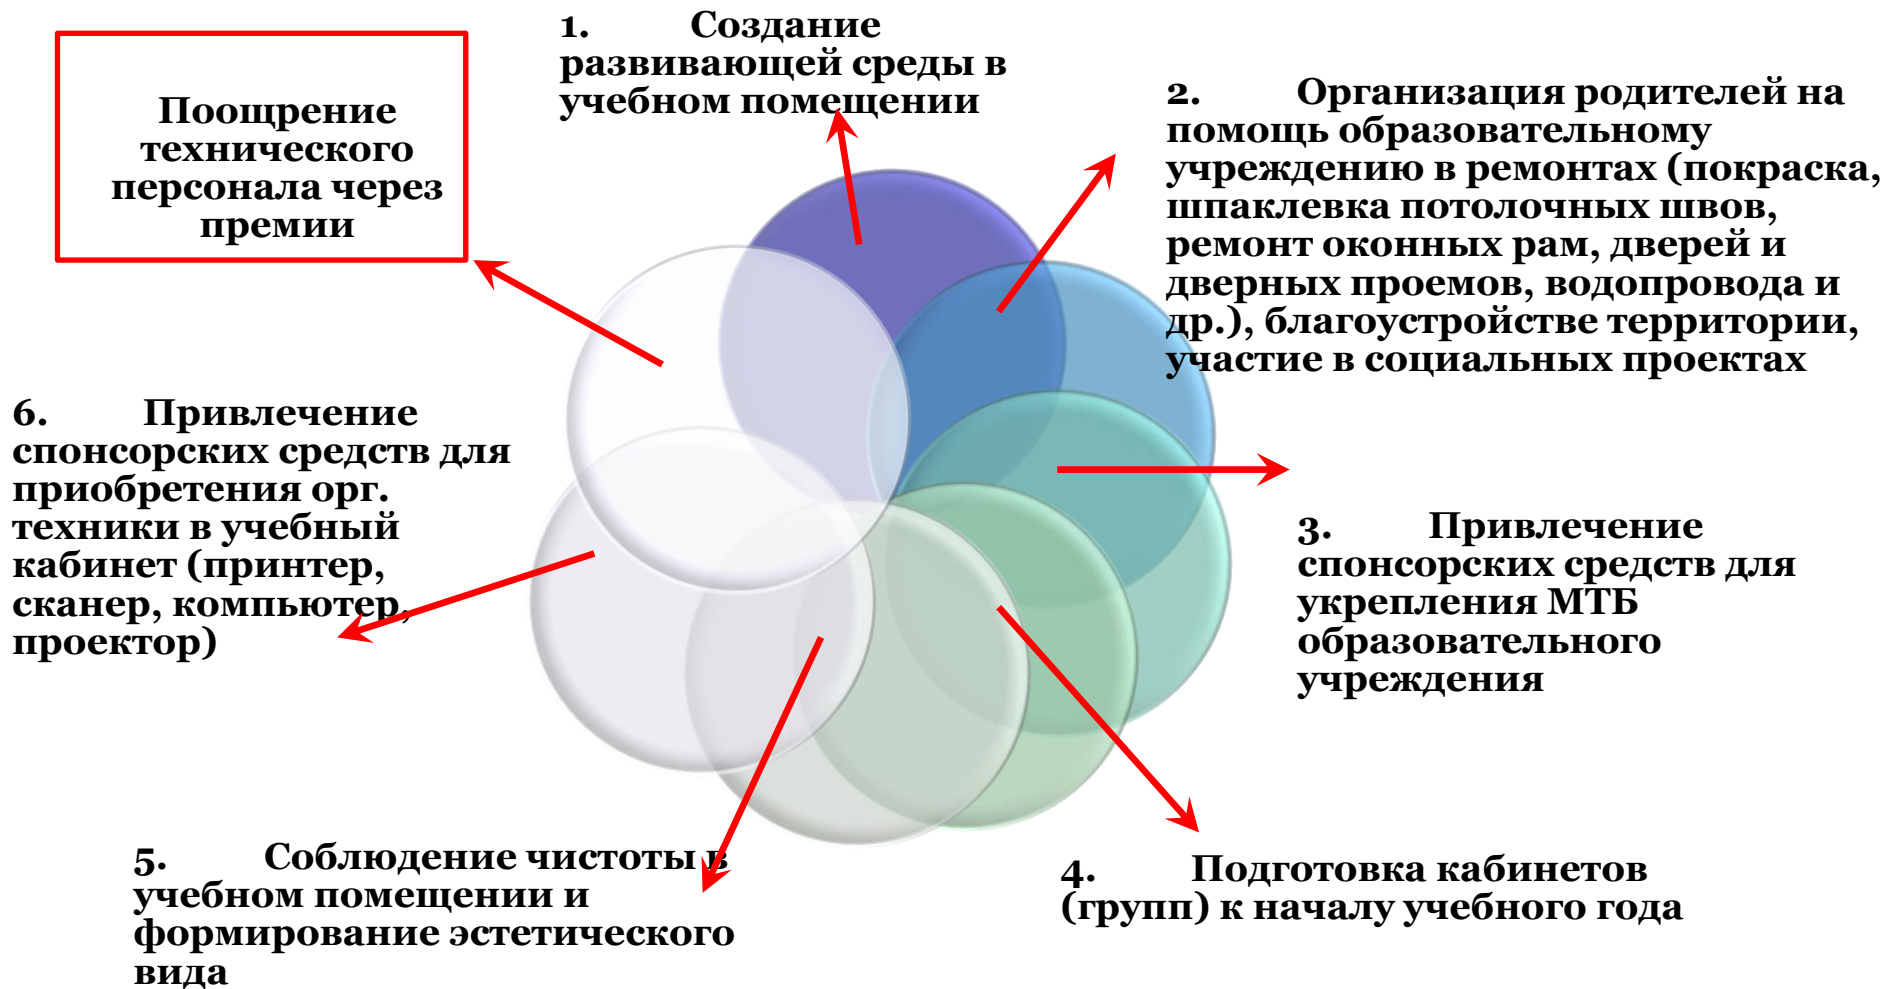 Поощрение
технического
персонала через
премии
1. Создание
развивающей среды в
учебном помещении
2. Организация родителей на
помощь образовательному
учреждению в ремонтах (покраска,
шпаклевка потолочных швов,
ремонт оконных рам, дверей и
дверных проемов, водопровода и
др.), благоустройстве территории,
участие в социальных проектах
3. Привлечение
спонсорских средств для
укрепления МТБ
образовательного
учреждения
4. Подготовка кабинетов
(групп) к началу учебного года
5. Соблюдение чистоты в
учебном помещении и
формирование эстетического
вида
6. Привлечение
спонсорских средств для
приобретения орг.
техники в учебный
кабинет (принтер,
сканер, компьютер,
проектор)